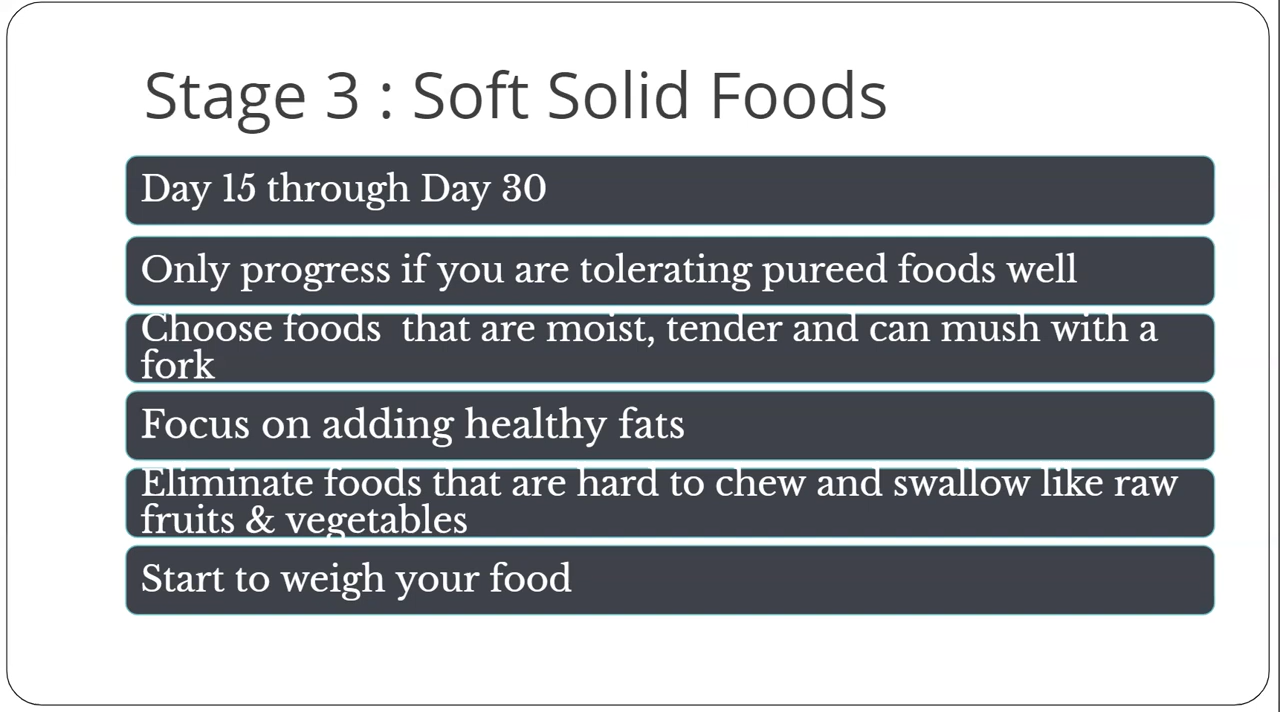 Stage 3 : Soft Solid Foods
Day 15 through Day 30
Only progress if you are tolerating pureed foods well
Choose foods  that are moist, tender and can mush with a
fork
Focus on adding healthy fats
Eliminate foods that are hard to chew and swallow like raw
fruits & vegetables
Start to weigh your food